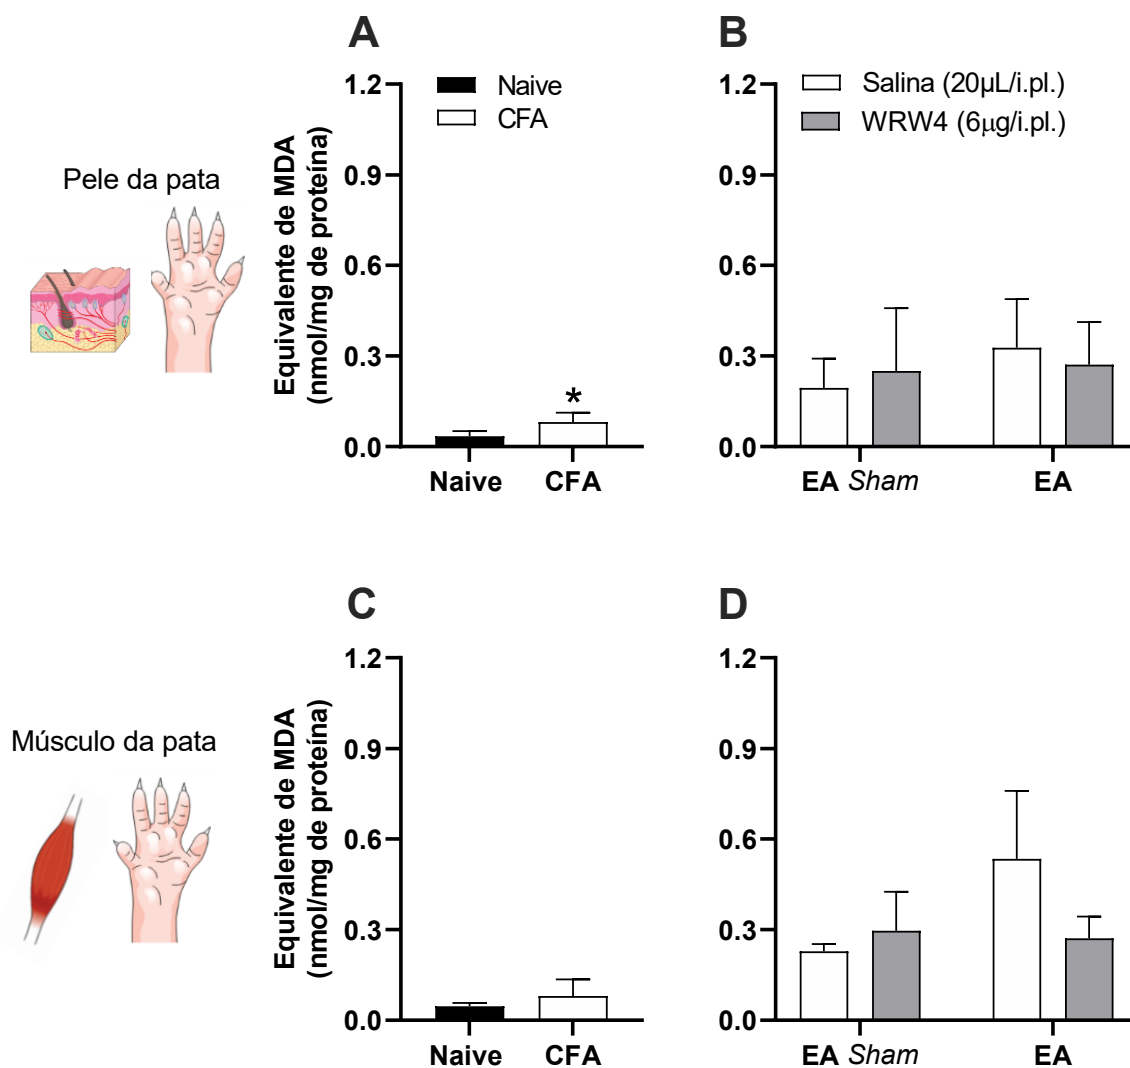 A
B
Naive
CFA
Salina (20µL/i.pl.)
WRW4 (6µg/i.pl.)
Pele da pata
Equivalente de MDA
(nmol/mg de proteína)
1.2
0.9
0.6
0.3
0.0
*
Naive
CFA
1.2
0.9
0.6
0.3
0.0
EA Sham
EA
C
D
Músculo da pata
Equivalente de MDA
(nmol/mg de proteína)
1.2
0.9
0.6
0.3
0.0
Naive
CFA
1.2
0.9
0.6
0.3
0.0
EA Sham
EA